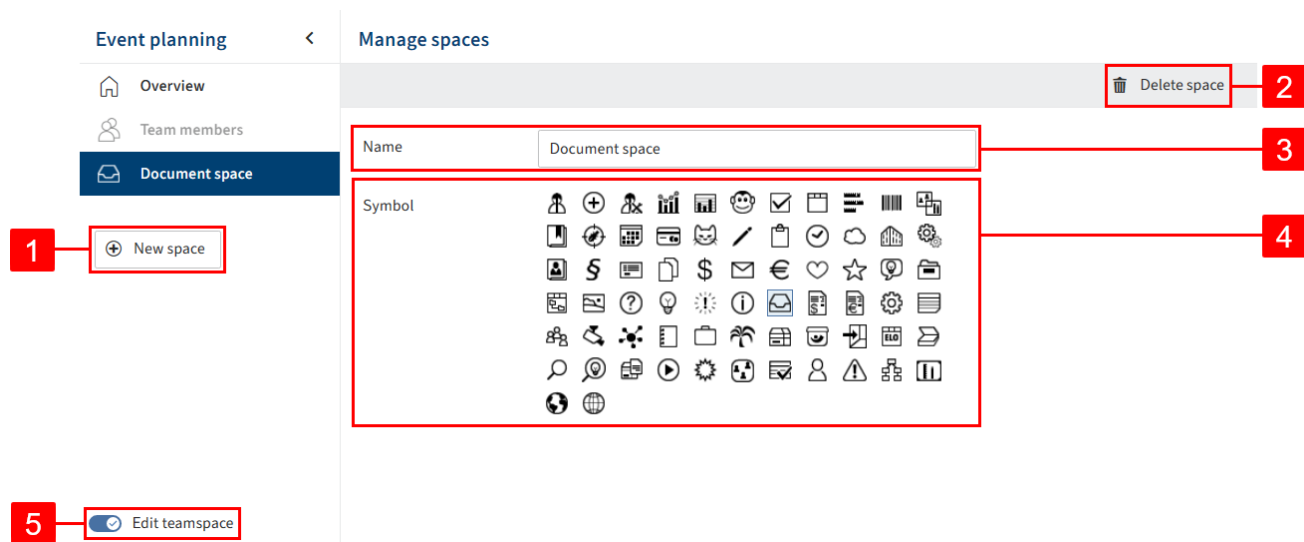 Event planning
Manage spaces
Overview
Delete space
2
Team members
Name
Document space
3
Document space
Symbol
4
1
New space
ELO
5
Edit teamspace